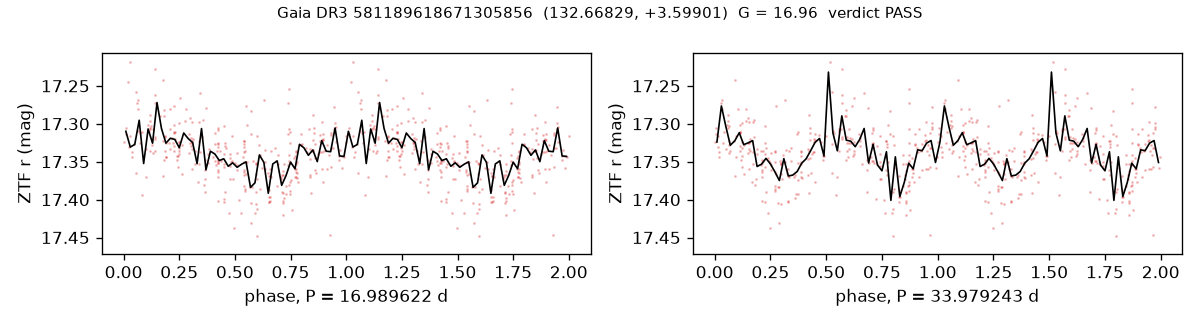 Gaia DR3 581189618671305856  (132.66829, +3.59901)  G = 16.96  verdict PASS
ZTF r (mag)
17.25
17.30
17.35
17.40
17.45
0.00 0.25 0.50 0.75 1.00 1.25 1.50 1.75 2.00
phase, P = 16.989622 d
ZTF r (mag)
17.25
17.30
17.35
17.40
17.45
0.00 0.25 0.50 0.75 1.00 1.25 1.50 1.75 2.00
phase, P = 33.979243 d